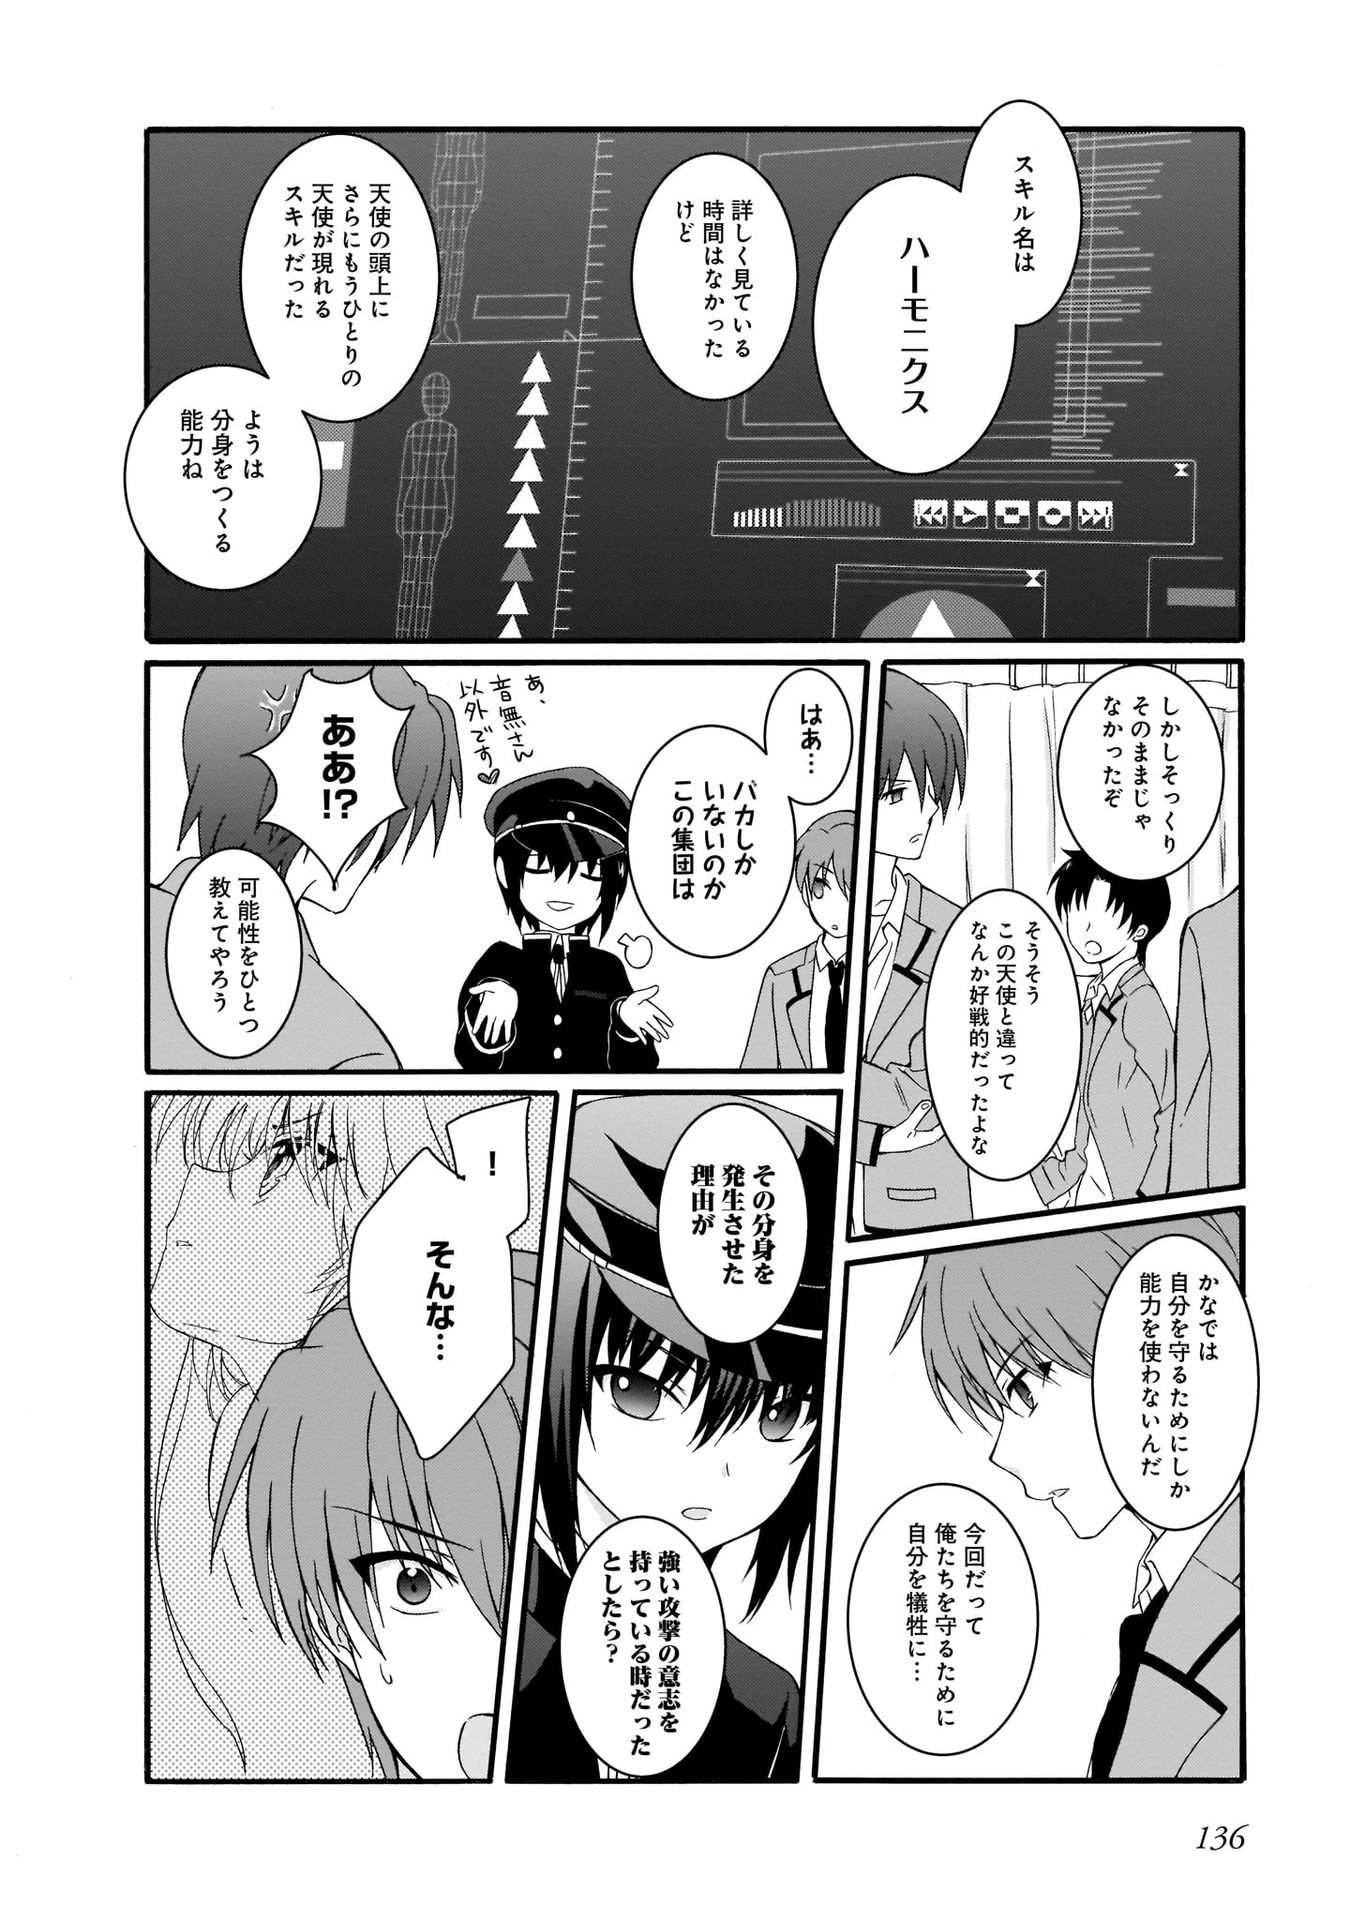 スキル名は
ハーモニクス
詳しく見ている
時間はなかった
けど
天使の頭上に
さらにもうひとりの
天使が現れる
スキルだった
ようは
分身をつくる
能力ね
しかしそっくり
そのままじゃ
なかったぞ
そうそう
この天使と違って
なんか好戦的だったよな
はあ…
バカしか
いないのか
この集団は
あ、
音無さん
以外です♡
ああ!?
可能性をひとつ
教えてやろう
かなでは
自分を守るためにしか
能力を使わないんだ
今回だって
俺たちを守るために
自分を犠牲に…
その分身を
発生させた
理由が
強い攻撃の意志を
持っている時だった
としたら?
!
そんな…
136